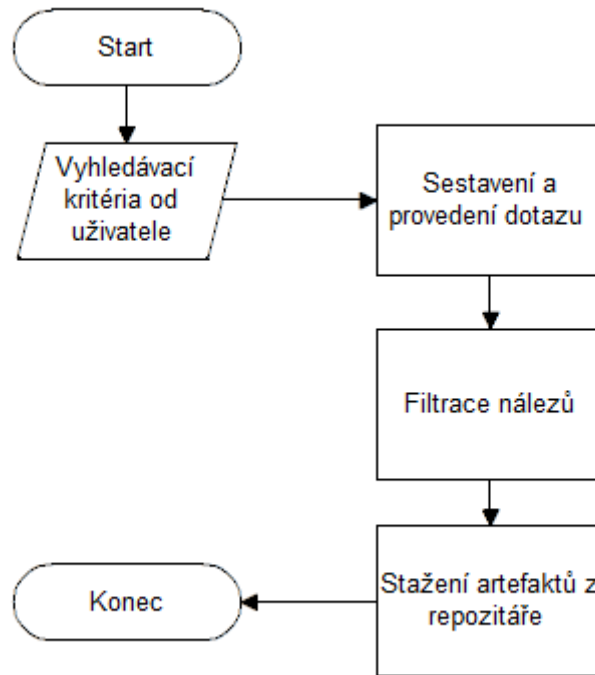 Start
Vyhledávací
kritéria od
uživatele
Sestavení a
provedení dotazu
Filtrace nálezů
Stažení artefaktů z
repozitáře
Konec